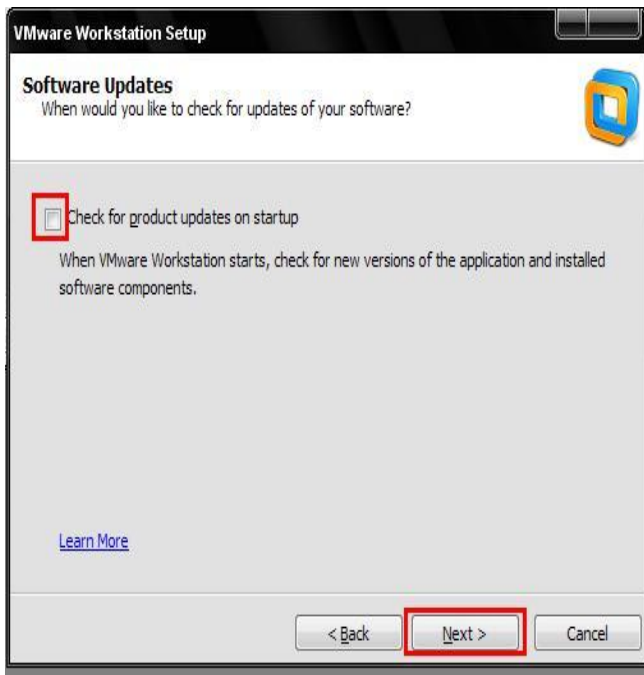 VMware Workstation Setup
Software Updates
When would you like to check for updates of your software?
Check for product updates on startup
When VMware Workstation starts, check for new versions of the application and installed
software components.
Learn More
< Back
Next >
Cancel